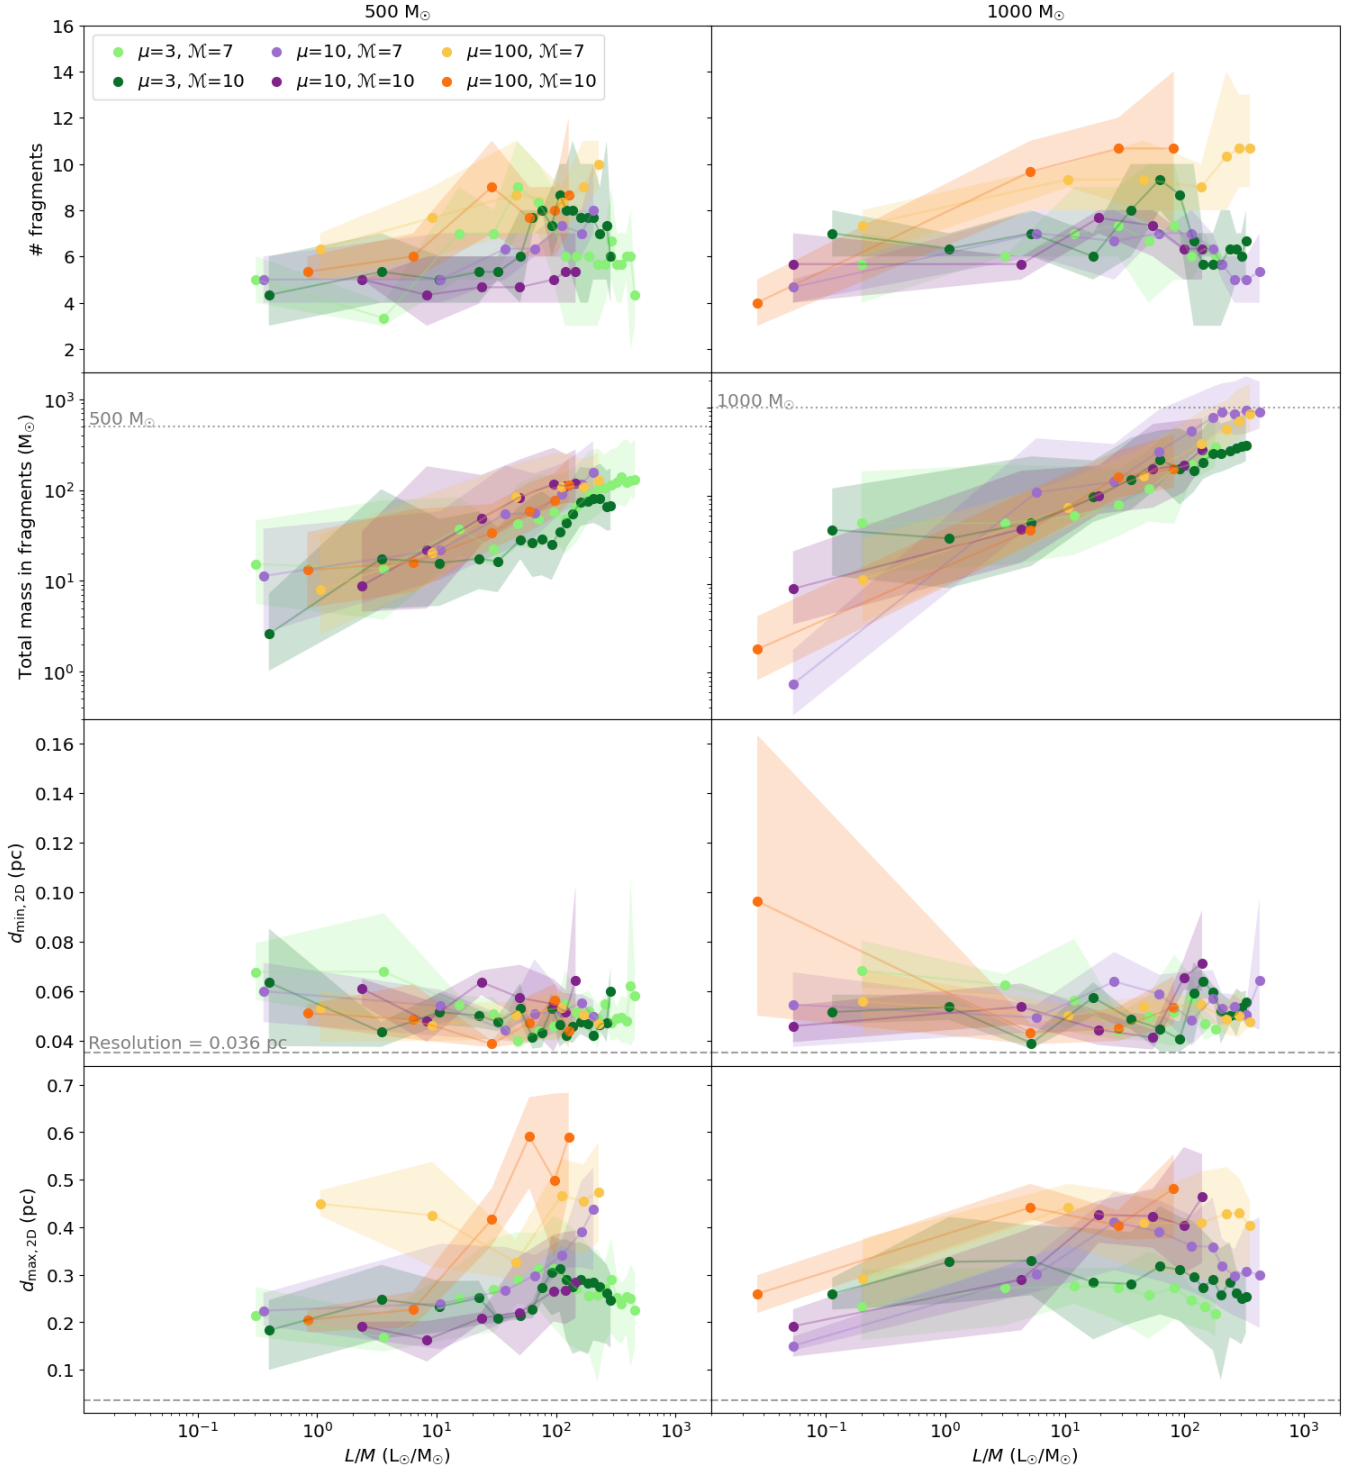 500 M☉
1000 M☉
μ=3, ℳ=7
μ=10, ℳ=7
μ=100, ℳ=7
μ=3, ℳ=10
μ=10, ℳ=10
μ=100, ℳ=10
# fragments
16
14
12
10
8
6
4
2
Total mass in fragments (M☉)
10³
10²
10¹
10⁰
500 M☉
1000 M☉
d_min, 2D (pc)
0.16
0.14
0.12
0.10
0.08
0.06
0.04
Resolution = 0.036 pc
d_max, 2D (pc)
0.7
0.6
0.5
0.4
0.3
0.2
0.1
10⁻¹ 10⁰ 10¹ 10² 10³
10⁻¹ 10⁰ 10¹ 10² 10³
L/M (L☉/M☉)
L/M (L☉/M☉)